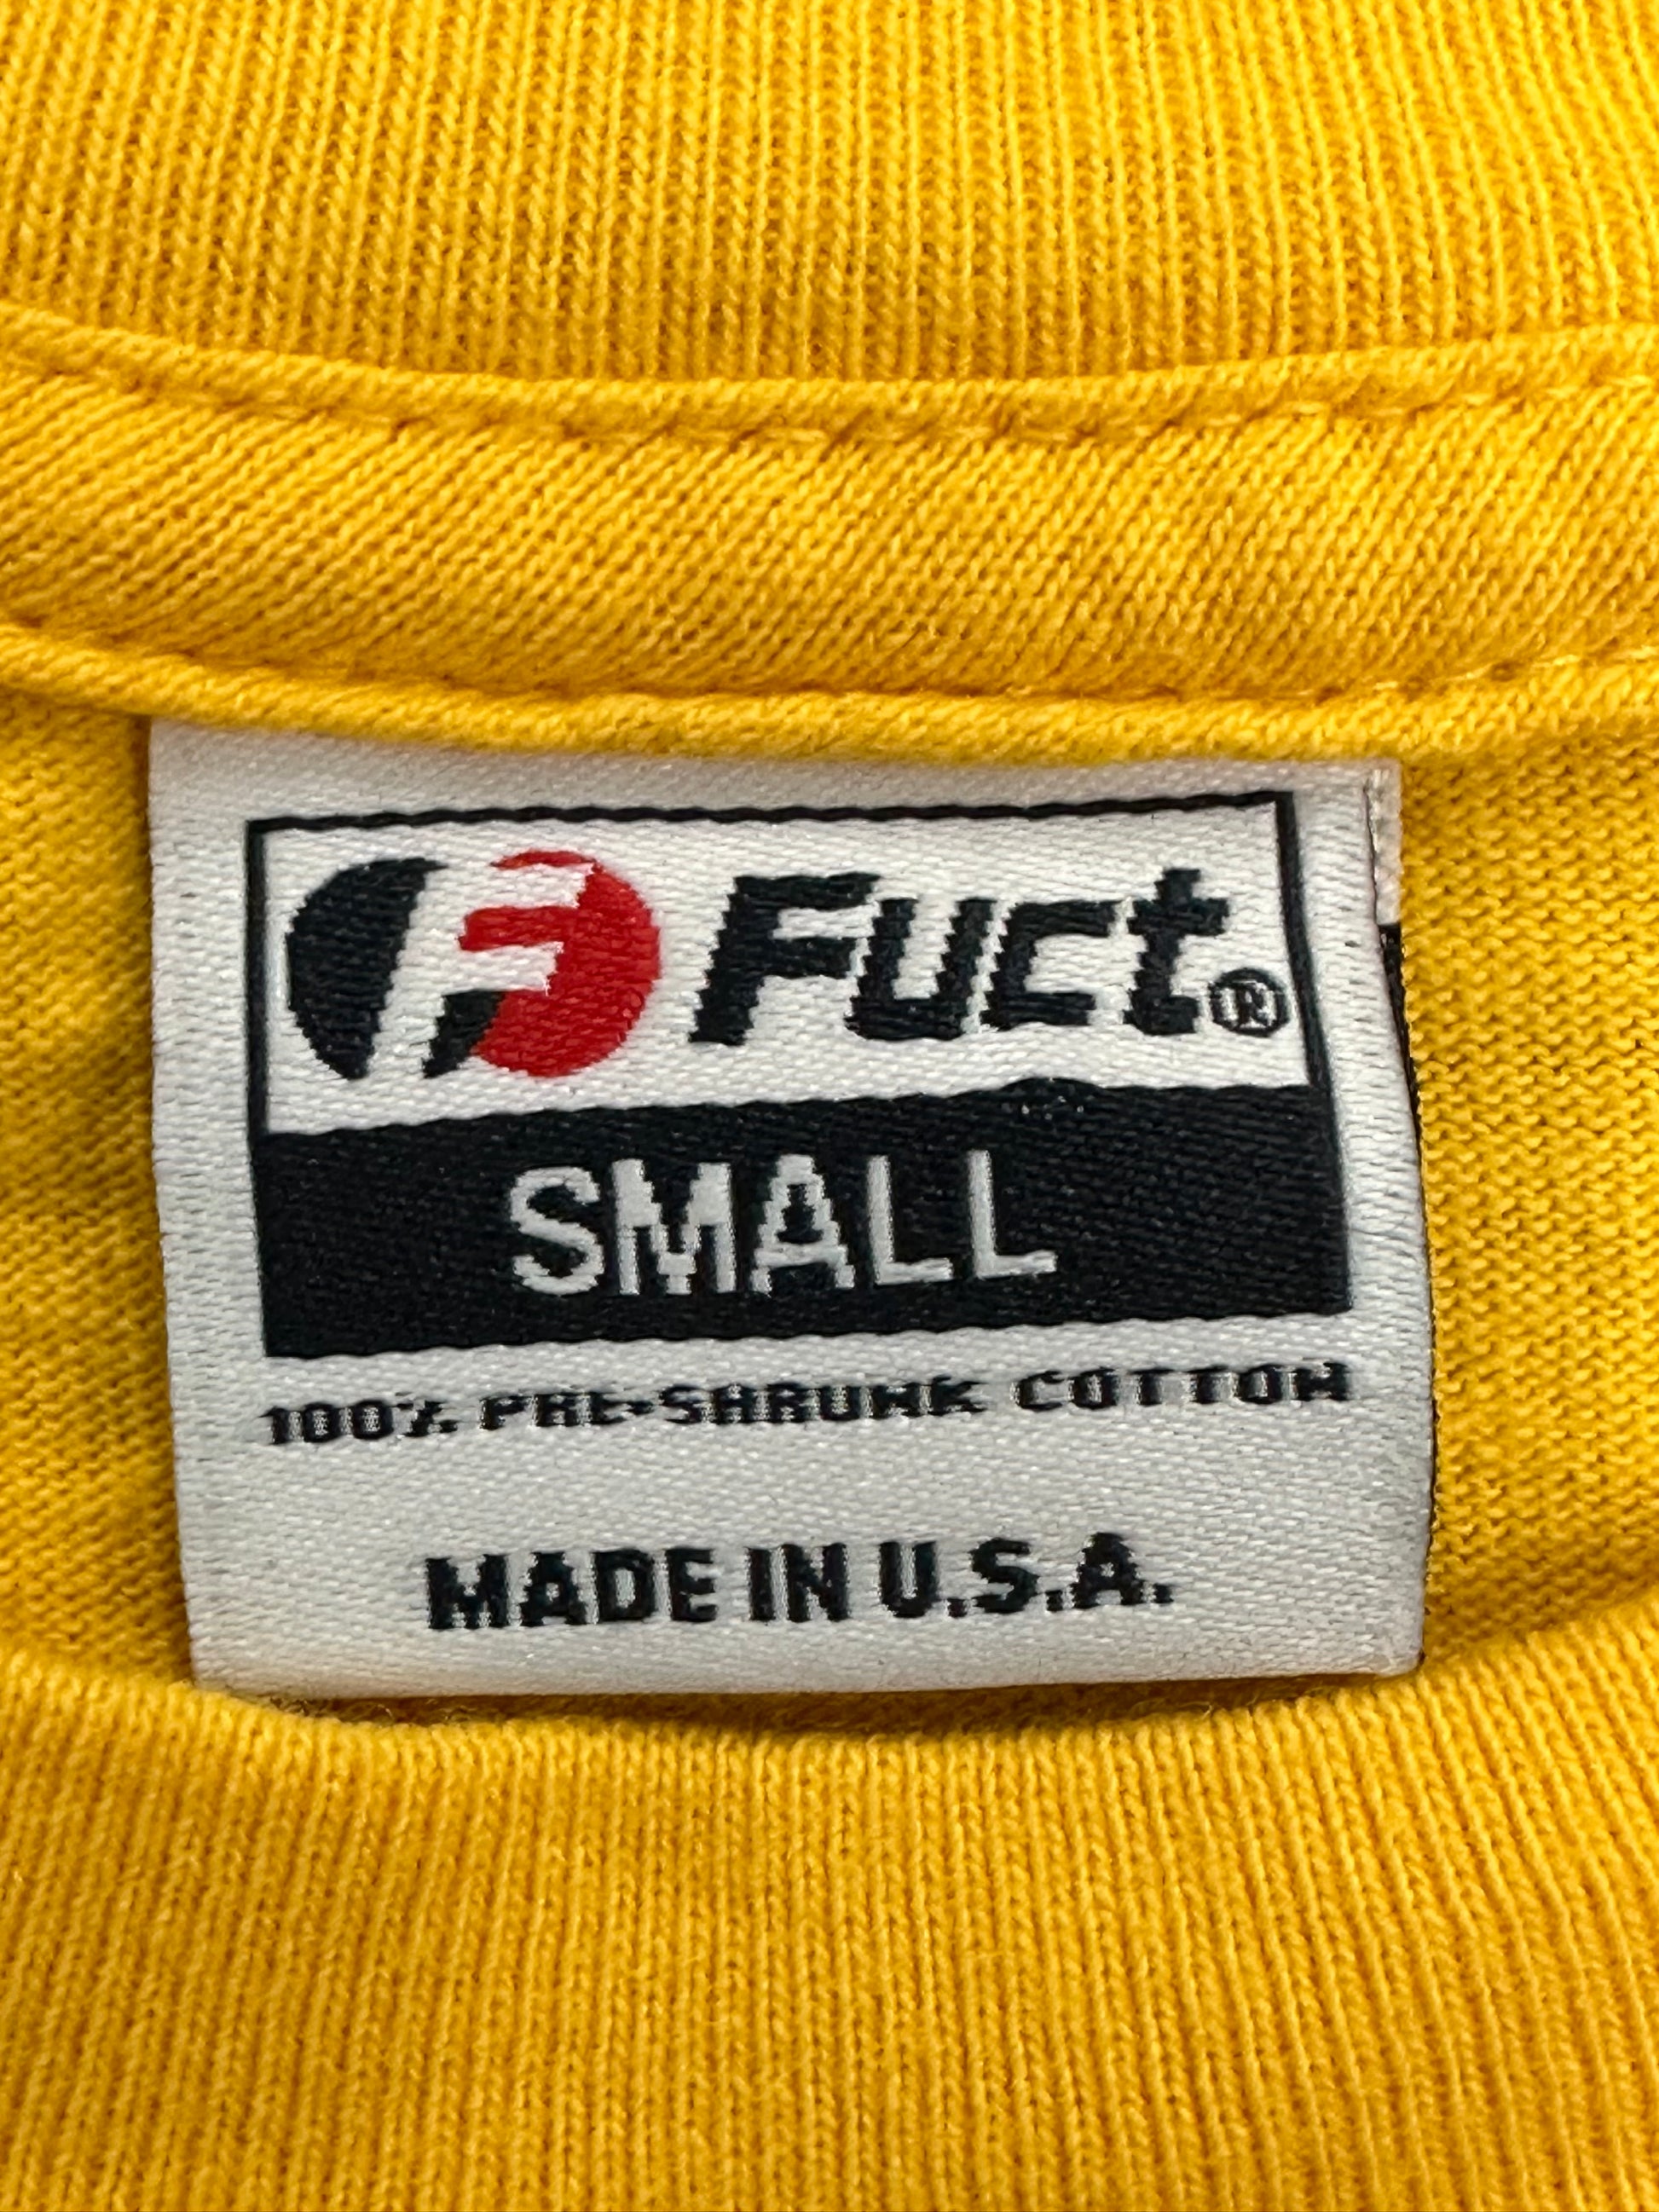 F Fuct®
SMALL
100% PRE-SHRUNK COTTON
MADE IN U.S.A.